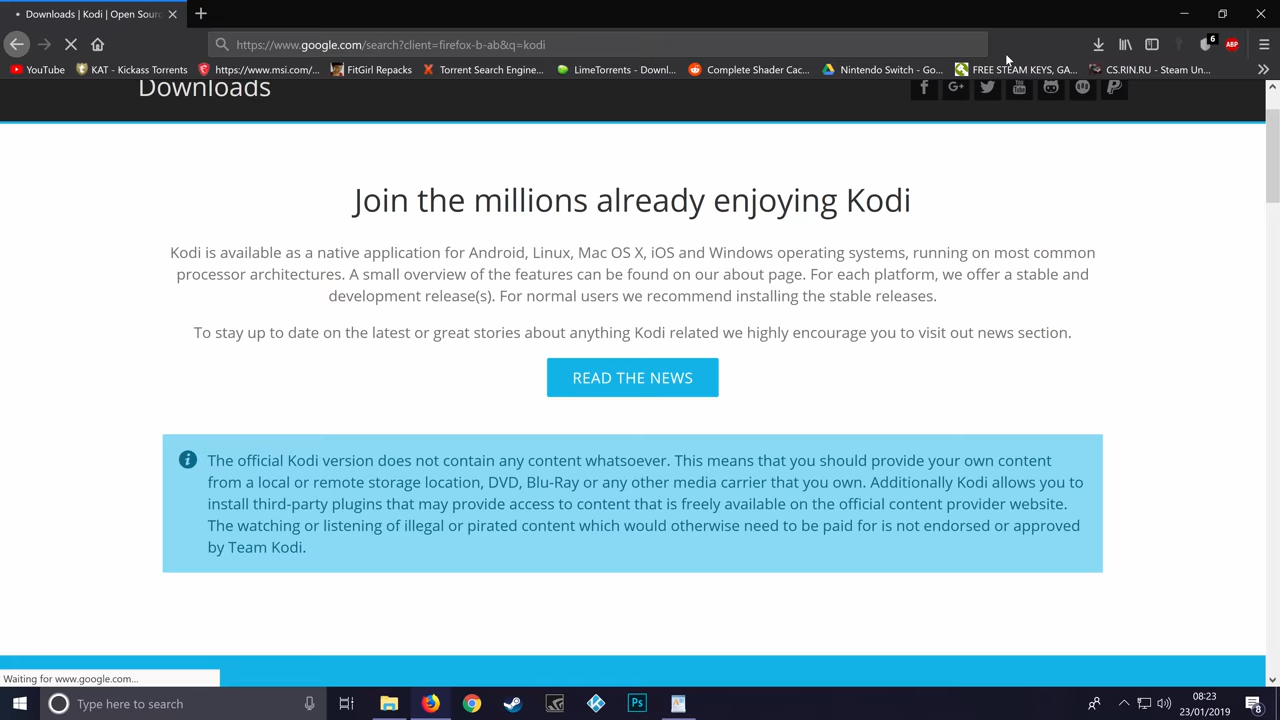 Downloads | Kodi | Open Sourc
https://www.google.com/search?client=firefox-b-ab&q=kodi
6
ABP
YouTube
KAT - Kickass Torrents
https://www.msi.com/...
FitGirl Repacks
Torrent Search Engine...
LimeTorrents - Downl...
Complete Shader Cac...
Nintendo Switch - Go...
FREE STEAM KEYS, GA...
CS.RIN.RU - Steam Un...
Downloads
Join the millions already enjoying Kodi
Kodi is available as a native application for Android, Linux, Mac OS X, iOS and Windows operating systems, running on most common
processor architectures. A small overview of the features can be found on our about page. For each platform, we offer a stable and
development release(s). For normal users we recommend installing the stable releases.
To stay up to date on the latest or great stories about anything Kodi related we highly encourage you to visit out news section.
READ THE NEWS
The official Kodi version does not contain any content whatsoever. This means that you should provide your own content
from a local or remote storage location, DVD, Blu-Ray or any other media carrier that you own. Additionally Kodi allows you to
install third-party plugins that may provide access to content that is freely available on the official content provider website.
The watching or listening of illegal or pirated content which would otherwise need to be paid for is not endorsed or approved
by Team Kodi.
Waiting for www.google.com...
Type here to search
Ps
08:23
23/01/2019
8